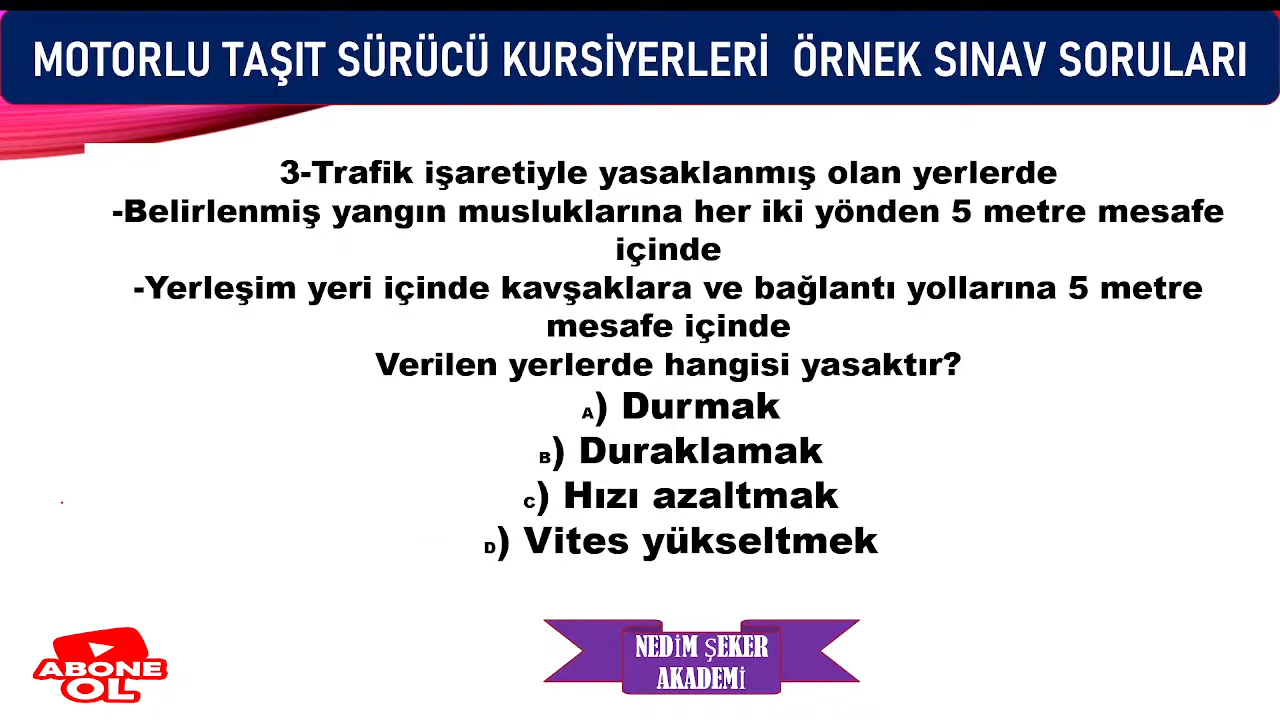 MOTORLU TAŞIT SÜRÜCÜ KURSİYERLERİ ÖRNEK SINAV SORULARI
3-Trafik işaretiyle yasaklanmış olan yerlerde
-Belirlenmiş yangın musluklarına her iki yönden 5 metre mesafe
içinde
-Yerleşim yeri içinde kavşaklara ve bağlantı yollarına 5 metre
mesafe içinde
Verilen yerlerde hangisi yasaktır?
A) Durmak
B) Duraklamak
C) Hızı azaltmak
D) Vites yükseltmek
ABONE
OL
NEDİM ŞEKER
AKADEMİ